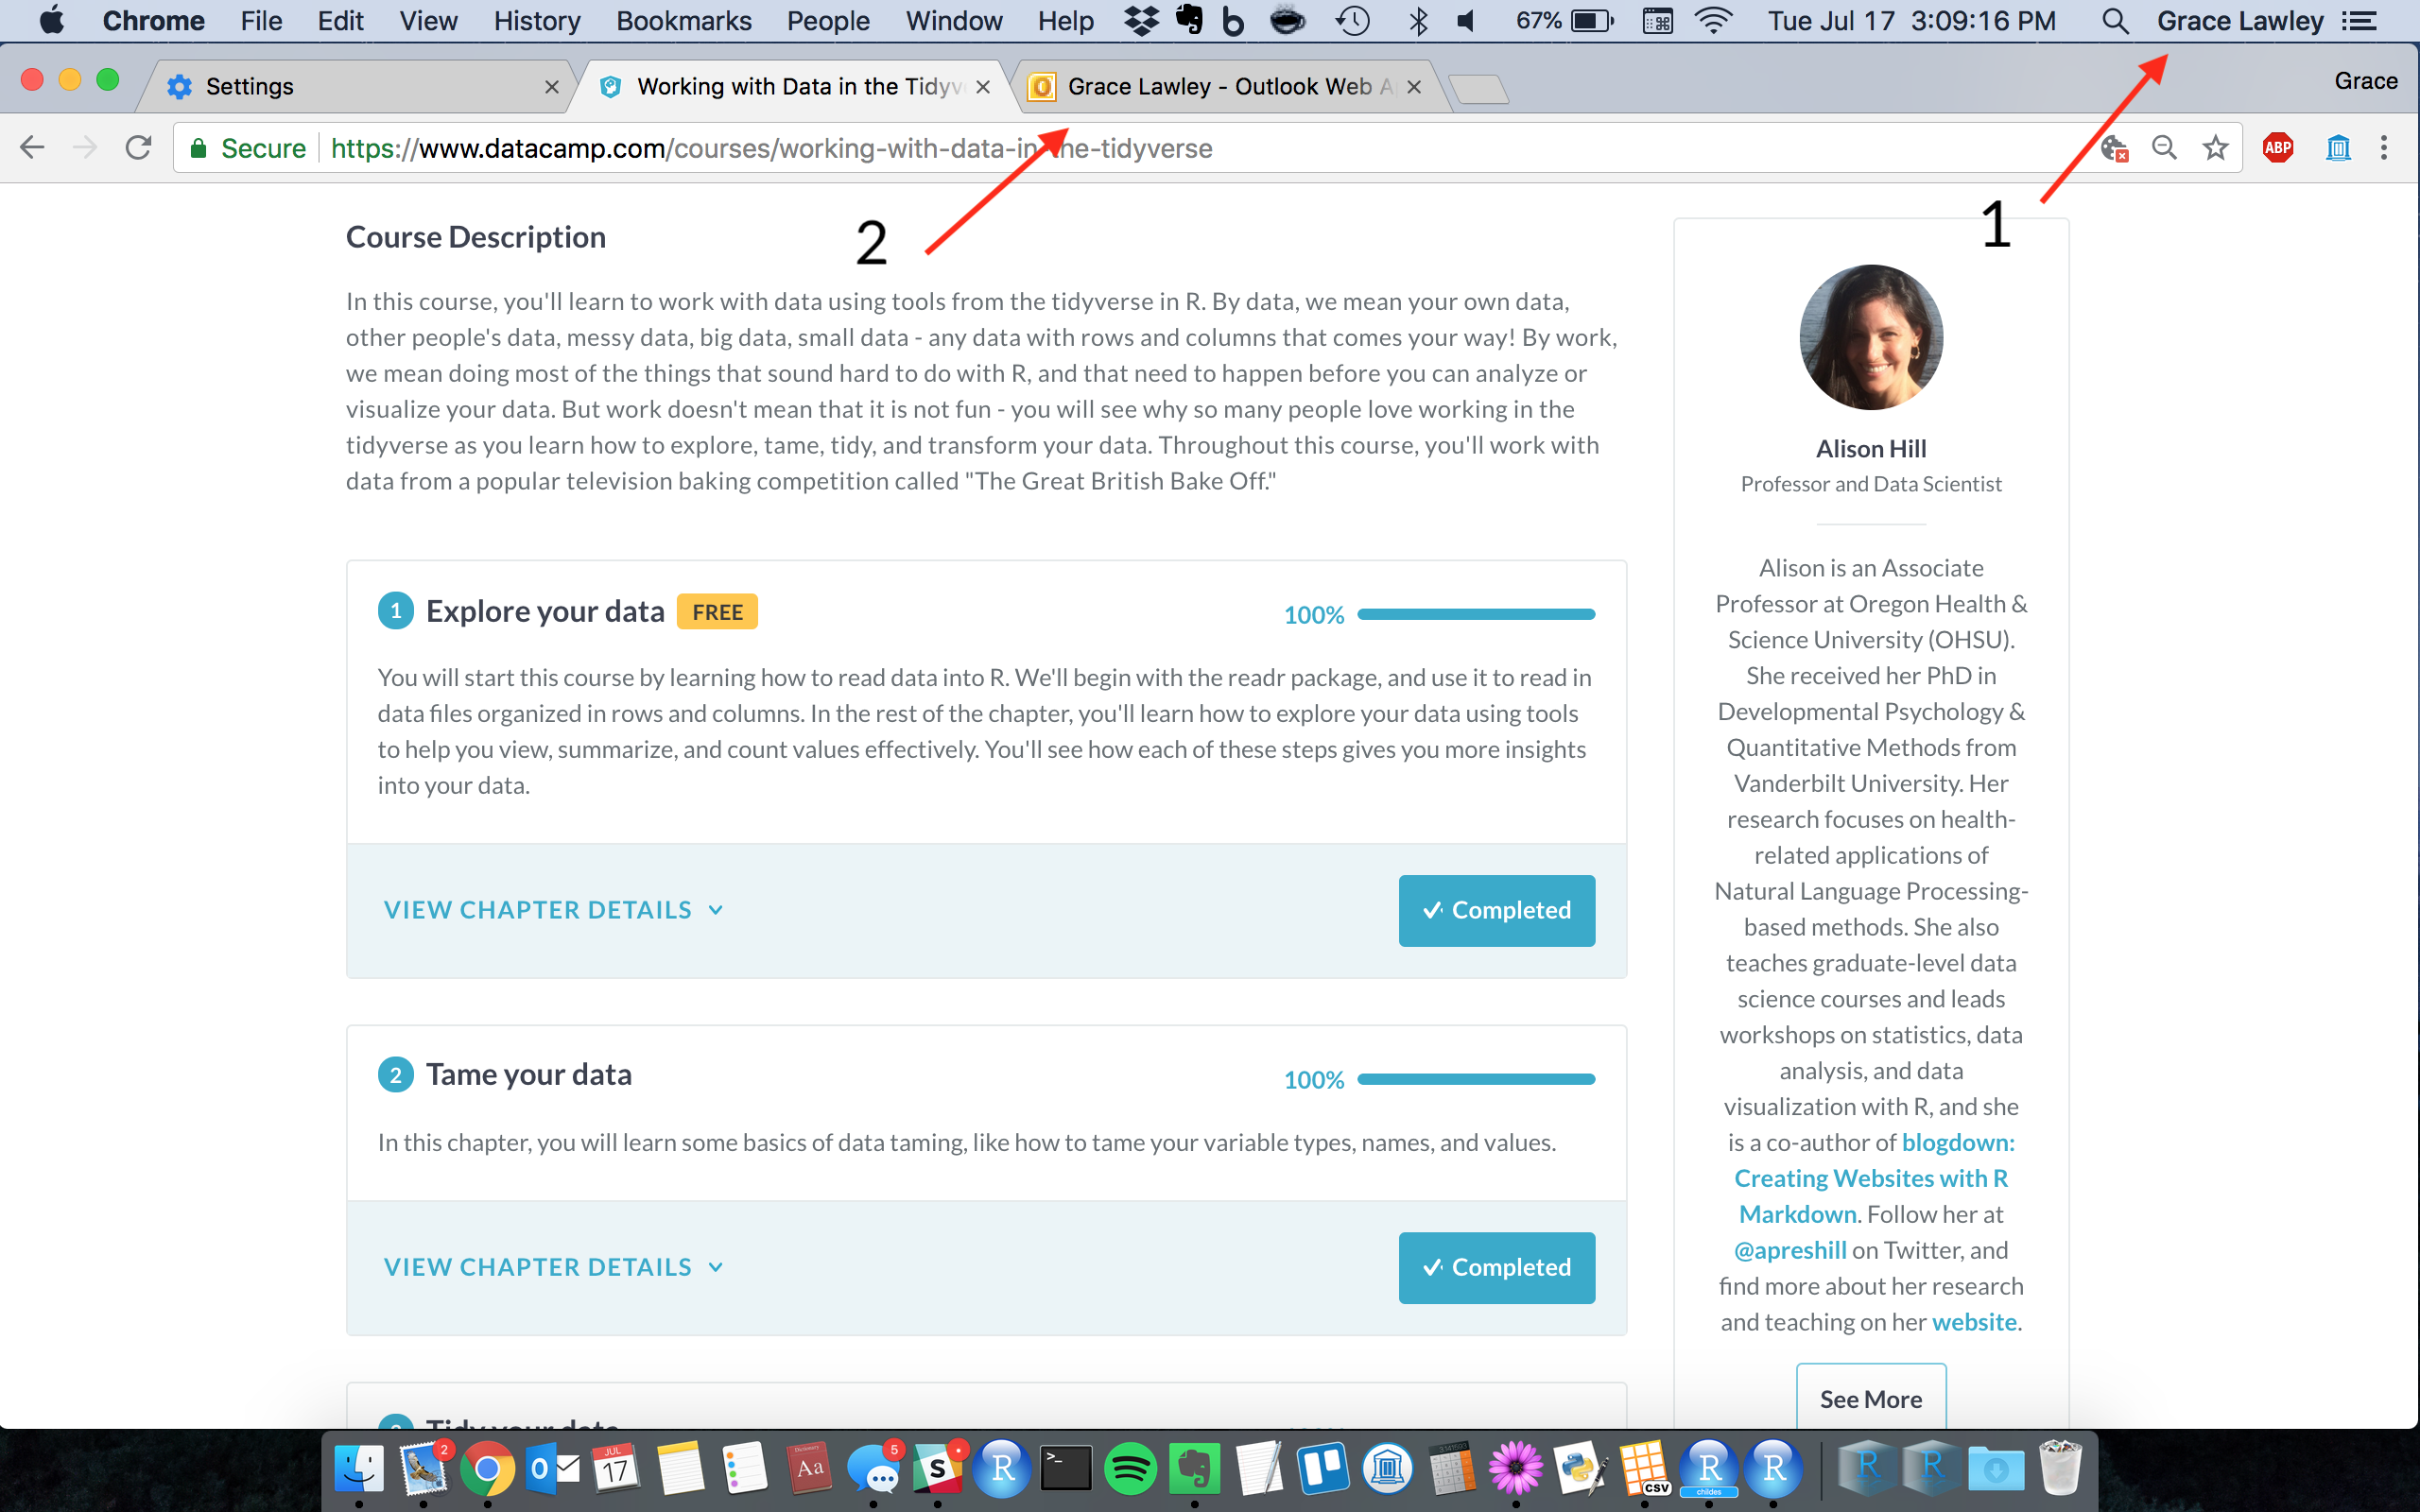 Chrome File Edit View History Bookmarks People Window Help 67% Tue Jul 17 3:09:16 PM Grace Lawley
Settings Working with Data in the Tidyv Grace Lawley - Outlook Web A Grace
Secure https://www.datacamp.com/courses/working-with-data-in-the-tidyverse ABP
2
1
Course Description
In this course, you'll learn to work with data using tools from the tidyverse in R. By data, we mean your own data,
other people's data, messy data, big data, small data - any data with rows and columns that comes your way! By work,
we mean doing most of the things that sound hard to do with R, and that need to happen before you can analyze or
visualize your data. But work doesn't mean that it is not fun - you will see why so many people love working in the
tidyverse as you learn how to explore, tame, tidy, and transform your data. Throughout this course, you'll work with
data from a popular television baking competition called "The Great British Bake Off."
1 Explore your data FREE 100%
You will start this course by learning how to read data into R. We'll begin with the readr package, and use it to read in
data files organized in rows and columns. In the rest of the chapter, you'll learn how to explore your data using tools
to help you view, summarize, and count values effectively. You'll see how each of these steps gives you more insights
into your data.
VIEW CHAPTER DETAILS Completed
2 Tame your data 100%
In this chapter, you will learn some basics of data taming, like how to tame your variable types, names, and values.
VIEW CHAPTER DETAILS Completed
Tidy your data
Alison Hill
Professor and Data Scientist
Alison is an Associate
Professor at Oregon Health &
Science University (OHSU).
She received her PhD in
Developmental Psychology &
Quantitative Methods from
Vanderbilt University. Her
research focuses on health-
related applications of
Natural Language Processing-
based methods. She also
teaches graduate-level data
science courses and leads
workshops on statistics, data
analysis, and data
visualization with R, and she
is a co-author of blogdown:
Creating Websites with R
Markdown. Follow her at
@apreshill on Twitter, and
find more about her research
and teaching on her website.
See More
2 JUL 17 Dictionary Aa 5 S R >_ CSV R childes R R R